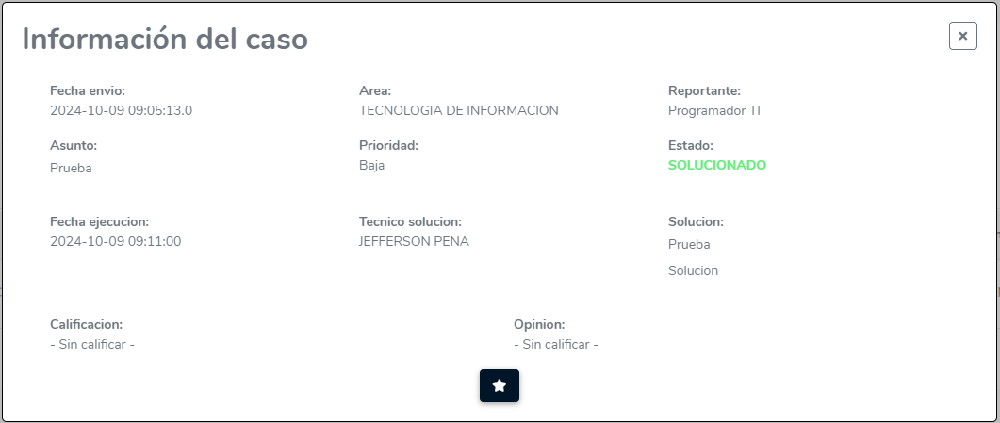 Información del caso
Fecha envio:
2024-10-09 09:05:13.0
Area:
TECNOLOGIA DE INFORMACION
Reportante:
Programador TI
Asunto:
Prueba
Prioridad:
Baja
Estado:
SOLUCIONADO
Fecha ejecucion:
2024-10-09 09:11:00
Tecnico solucion:
JEFFERSON PENA
Solucion:
Prueba
Solucion
Calificacion:
- Sin calificar -
Opinion:
- Sin calificar -